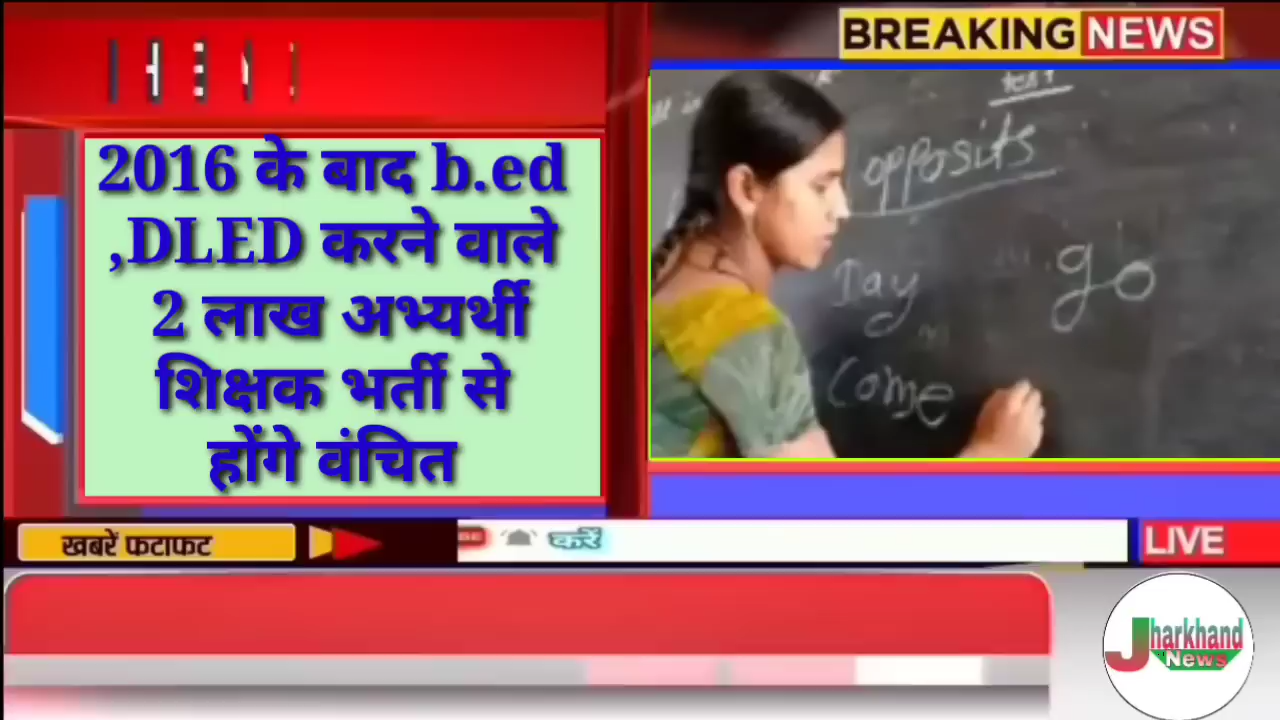 BREAKING NEWS
2016 के बाद b.ed
,DLED करने वाले
2 लाख अभ्यर्थी
शिक्षक भर्ती से
होंगे वंचित
opposits
Day
go
Come
खबरें फटाफट
करें
LIVE
Jharkhand
News